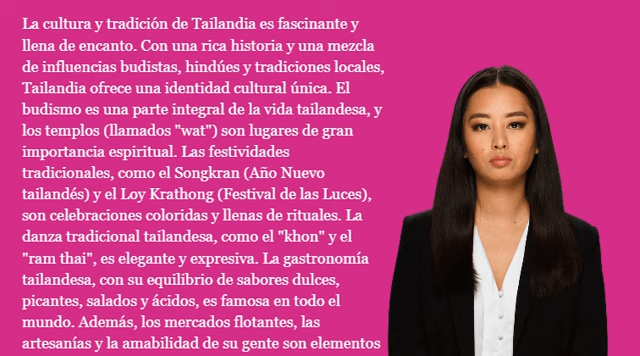 La cultura y tradición de Tailandia es fascinante y
llena de encanto. Con una rica historia y una mezcla
de influencias budistas, hindúes y tradiciones locales,
Tailandia ofrece una identidad cultural única. El
budismo es una parte integral de la vida tailandesa, y
los templos (llamados "wat") son lugares de gran
importancia espiritual. Las festividades
tradicionales, como el Songkran (Año Nuevo
tailandés) y el Loy Krathong (Festival de las Luces),
son celebraciones coloridas y llenas de rituales. La
danza tradicional tailandesa, como el "khon" y el
"ram thai", es elegante y expresiva. La gastronomía
tailandesa, con su equilibrio de sabores dulces,
picantes, salados y ácidos, es famosa en todo el
mundo. Además, los mercados flotantes, las
artesanías y la amabilidad de su gente son elementos